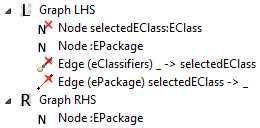 L Graph LHS
N Node selectedEClass:EClass
N Node :EPackage
Edge (eClassifiers) _ -> selectedEClass
Edge (ePackage) selectedEClass -> _
R Graph RHS
N Node :EPackage